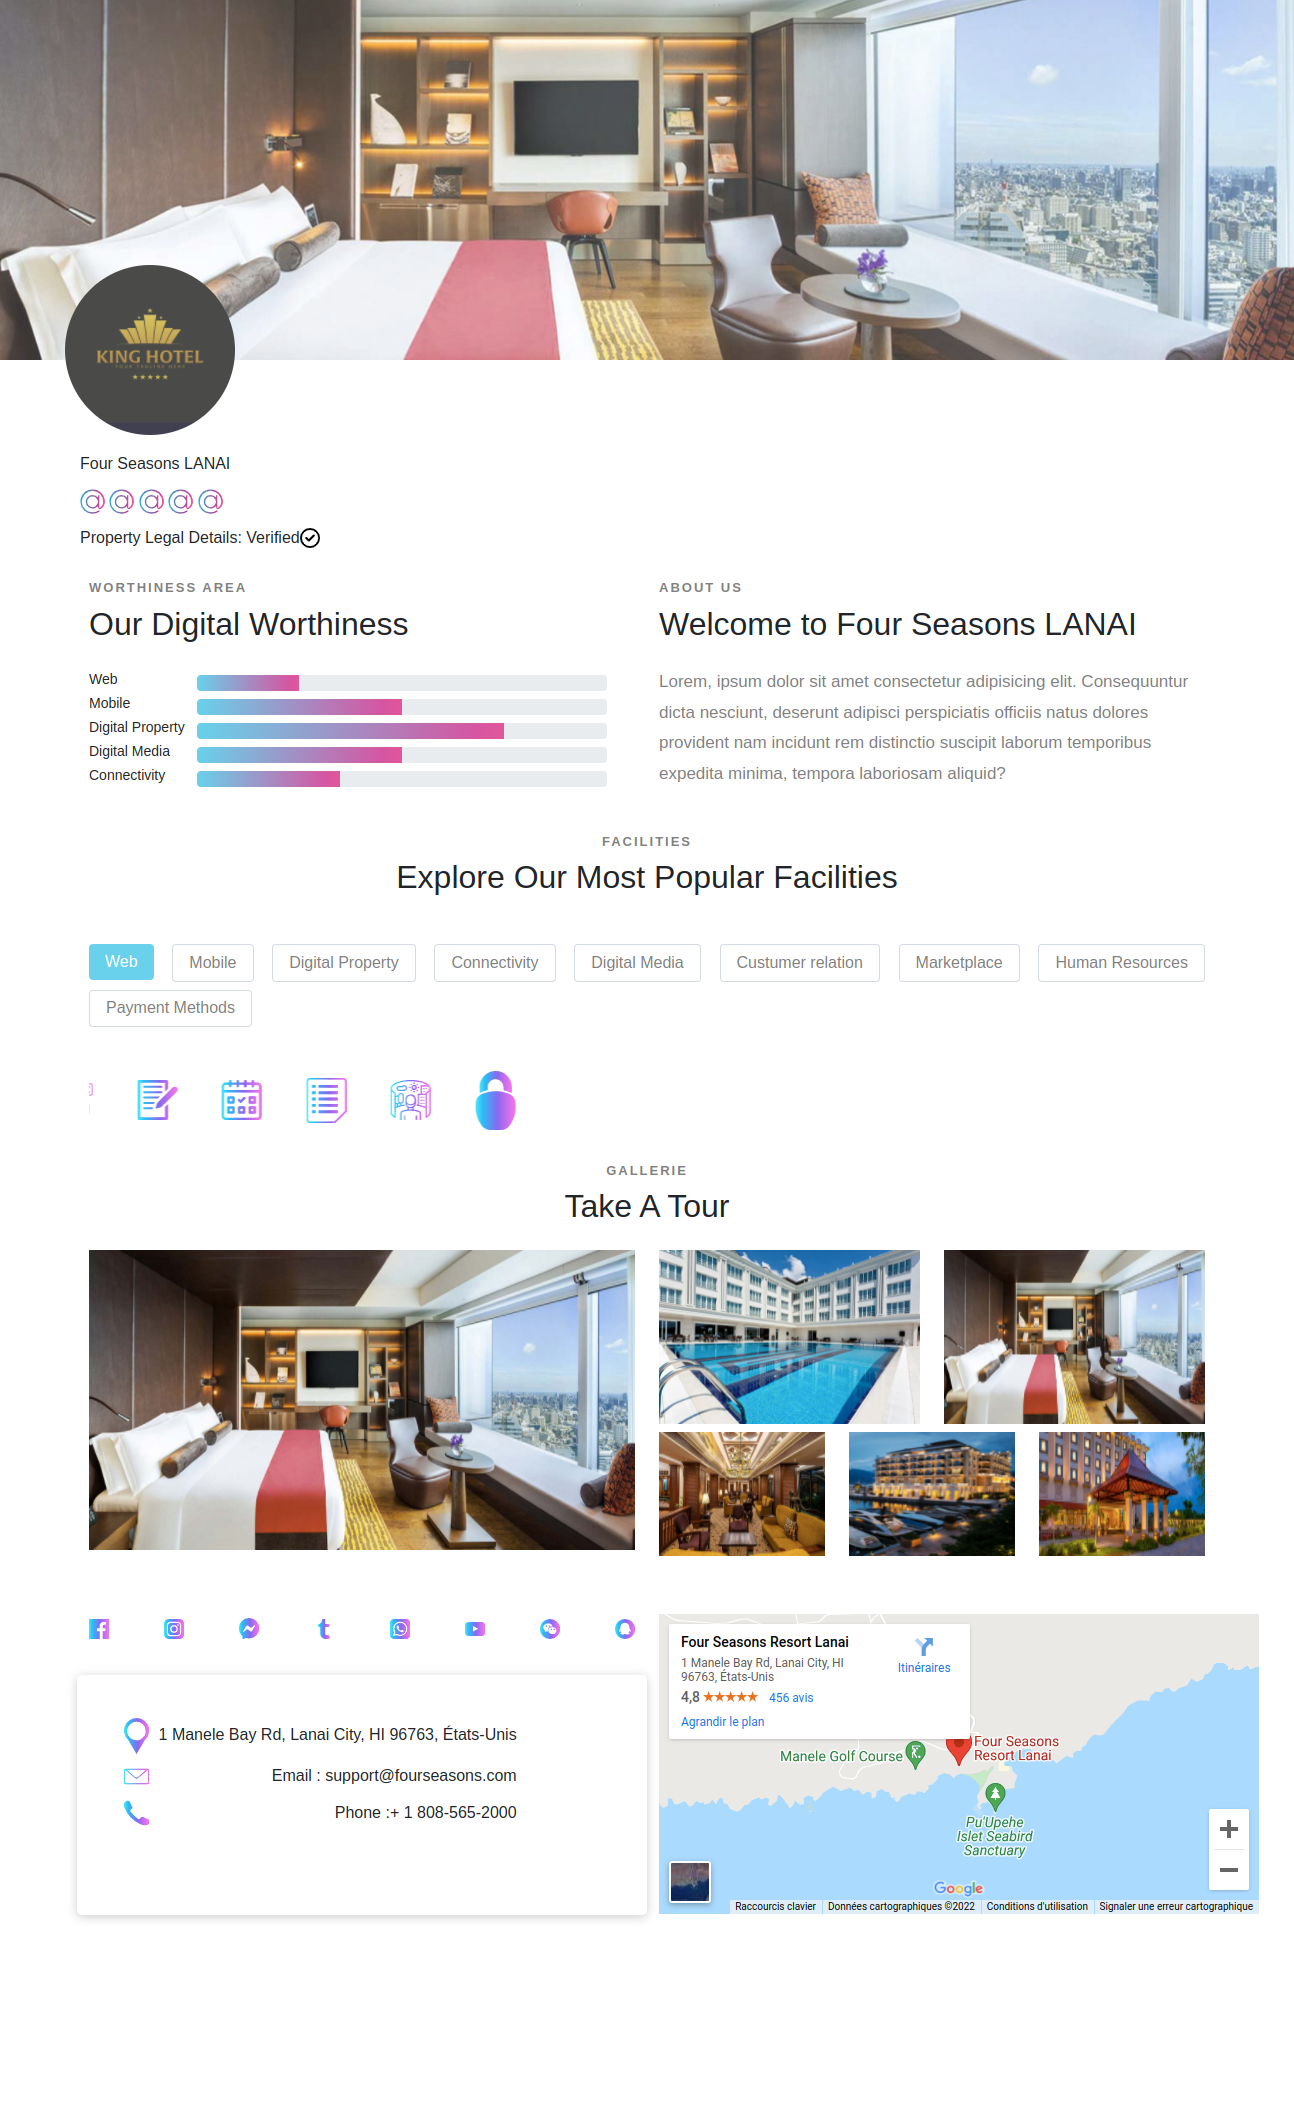 KING HOTEL
Four Seasons LANAI
Property Legal Details: Verified
WORTHINESS AREA
Our Digital Worthiness
Web
Mobile
Digital Property
Digital Media
Connectivity
ABOUT US
Welcome to Four Seasons LANAI
Lorem, ipsum dolor sit amet consectetur adipisicing elit. Consequuntur
dicta nesciunt, deserunt adipisci perspiciatis officiis natus dolores
provident nam incidunt rem distinctio suscipit laborum temporibus
expedita minima, tempora laboriosam aliquid?
FACILITIES
Explore Our Most Popular Facilities
Web
Mobile
Digital Property
Connectivity
Digital Media
Custumer relation
Marketplace
Human Resources
Payment Methods
GALLERIE
Take A Tour
1 Manele Bay Rd, Lanai City, HI 96763, États-Unis
Email : support@fourseasons.com
Phone :+ 1 808-565-2000
Four Seasons Resort Lanai
1 Manele Bay Rd, Lanai City, HI
96763, États-Unis
4,8 ★★★★★ 456 avis
Agrandir le plan
Itinéraires
Four Seasons
Resort Lanai
Manele Golf Course
Pu'Upehe
Islet Seabird
Sanctuary
Google
Raccourcis clavier
Données cartographiques ©2022
Conditions d'utilisation
Signaler une erreur cartographique